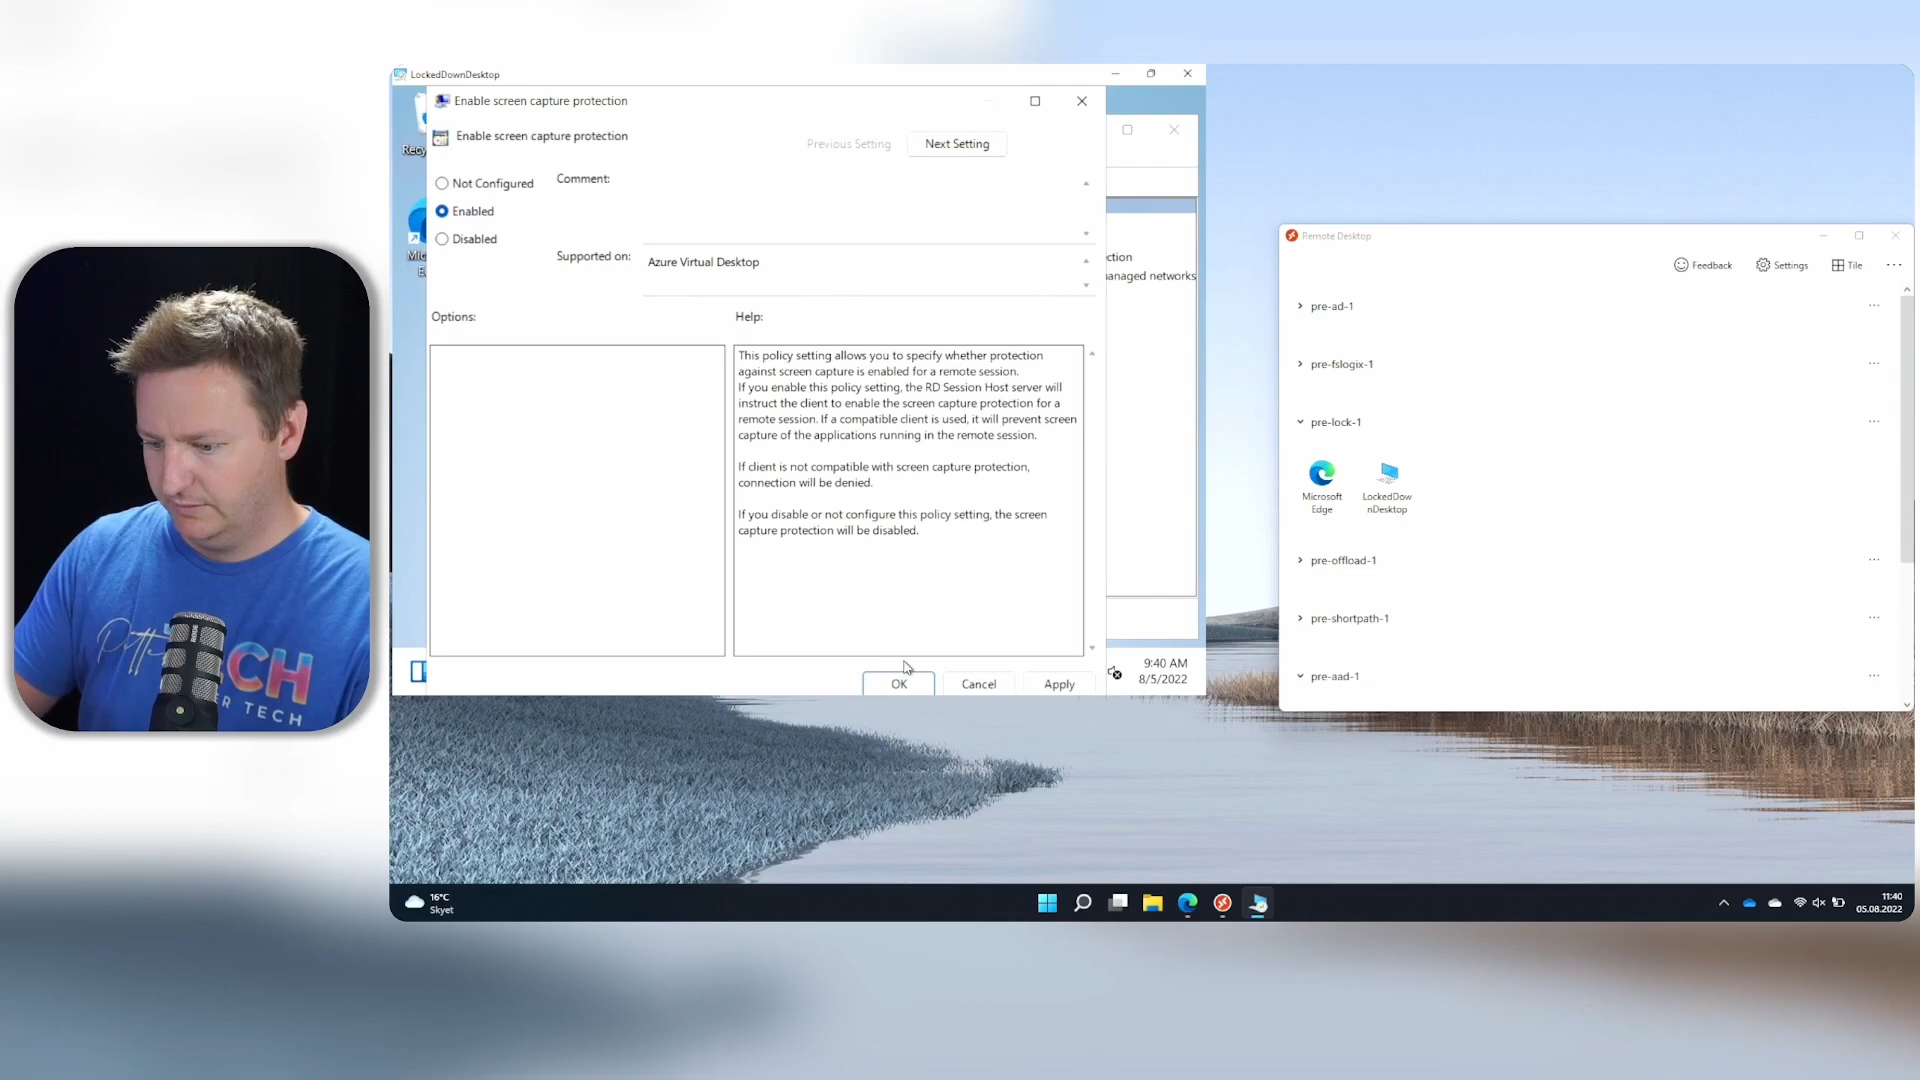 LockedDownDesktop
Enable screen capture protection
Enable screen capture protection
Previous Setting
Next Setting
Not Configured
Enabled
Disabled
Comment:
Supported on:
Azure Virtual Desktop
Options:
Help:
This policy setting allows you to specify whether protection
against screen capture is enabled for a remote session.
If you enable this policy setting, the RD Session Host server will
instruct the client to enable the screen capture protection for a
remote session. If a compatible client is used, it will prevent screen
capture of the applications running in the remote session.
If client is not compatible with screen capture protection,
connection will be denied.
If you disable or not configure this policy setting, the screen
capture protection will be disabled.
OK
Cancel
Apply
Recy
Mic
E
ction
anaged networks
9:40 AM
8/5/2022
Remote Desktop
Feedback
Settings
Tile
pre-ad-1
pre-fslogix-1
pre-lock-1
Microsoft
Edge
LockedDow
nDesktop
pre-offload-1
pre-shortpath-1
pre-aad-1
CH
R TECH
16°C
Skyet
11:40
05.08.2022